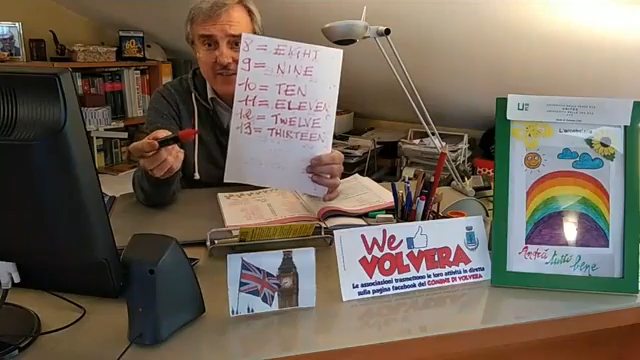 8 = EIGHT
9 = NINE
10 = TEN
11 = ELEVEN
12 = TWELVE
13 = THIRTEEN
We
VOLVERA
Le associazioni trasmettono le loro attività in diretta
sulla pagina facebook del COMUNE DI VOLVERA
Andrà tutto bene